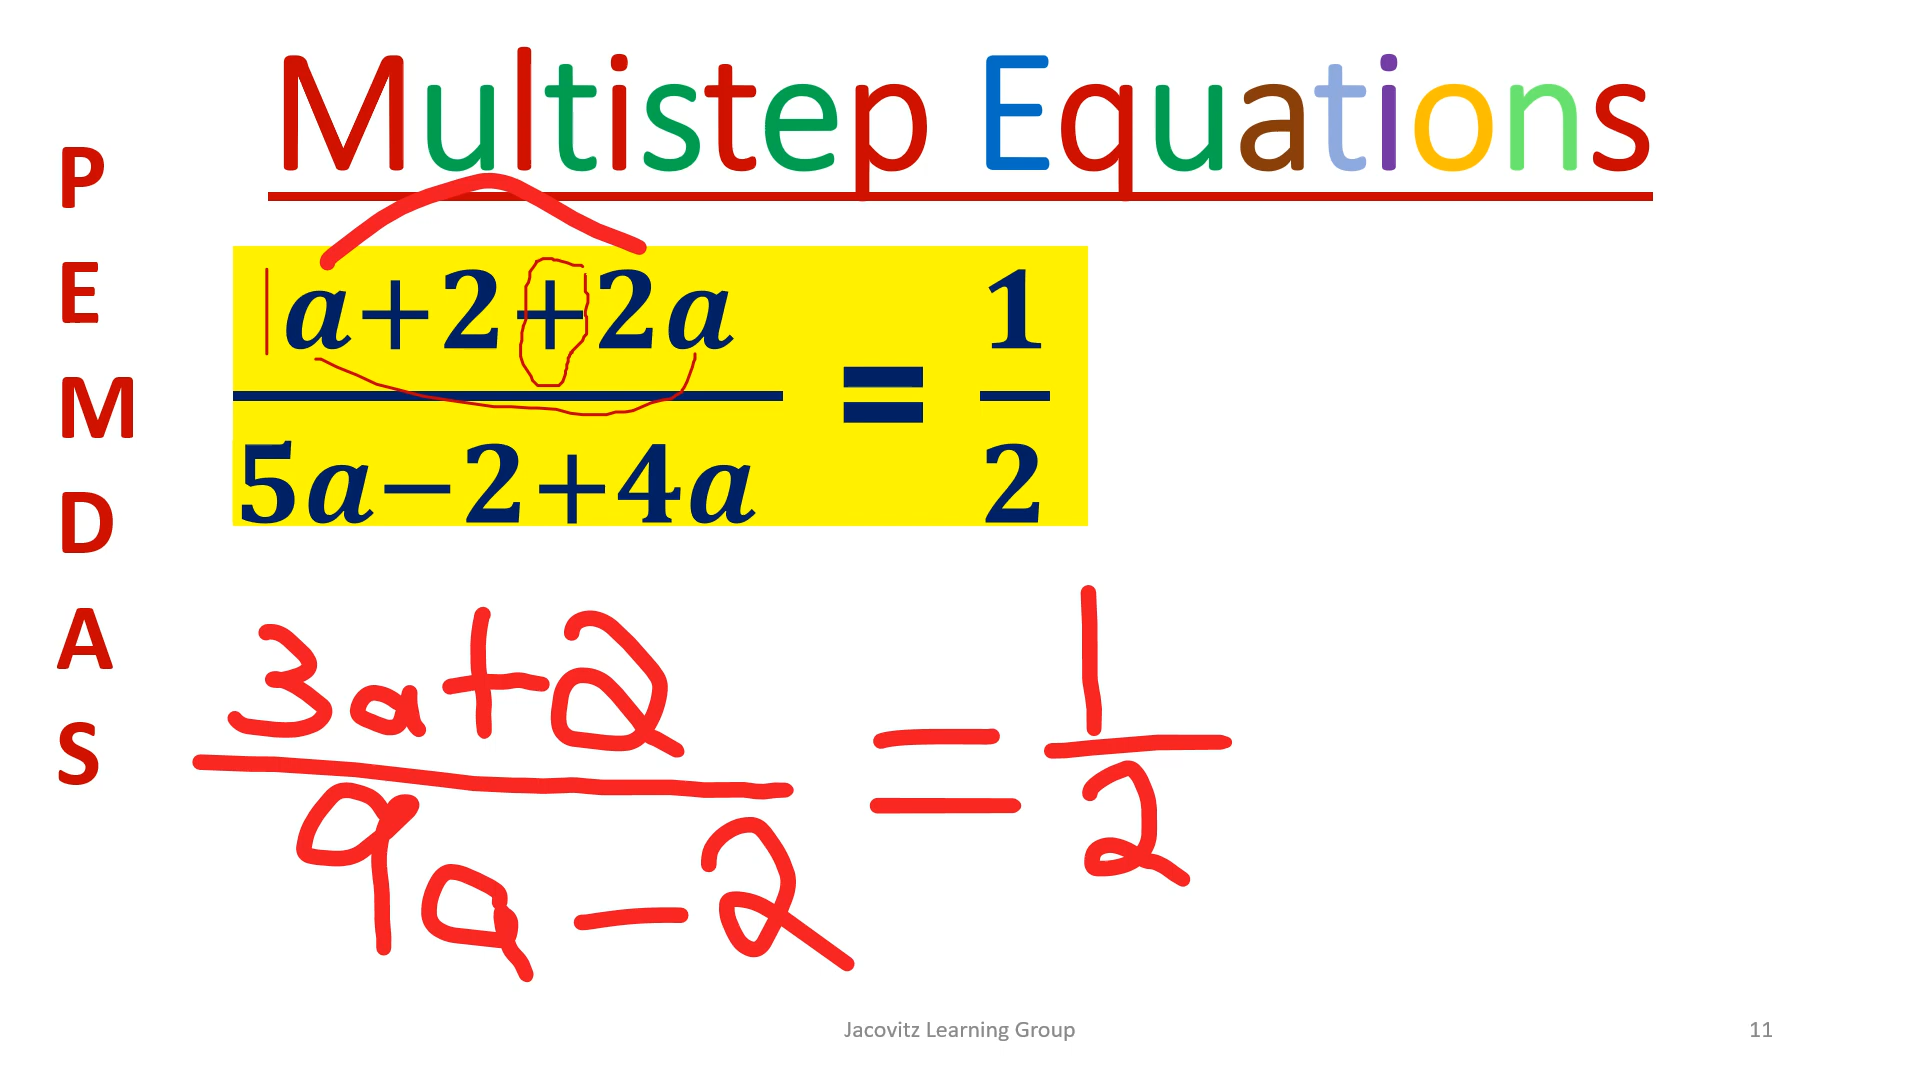 Multistep Equations
P
E
M
D
A
S
1a+2+2a
5a−2+4a
=
1
2
3a+2
9a−2
=
1
2
Jacovitz Learning Group
11